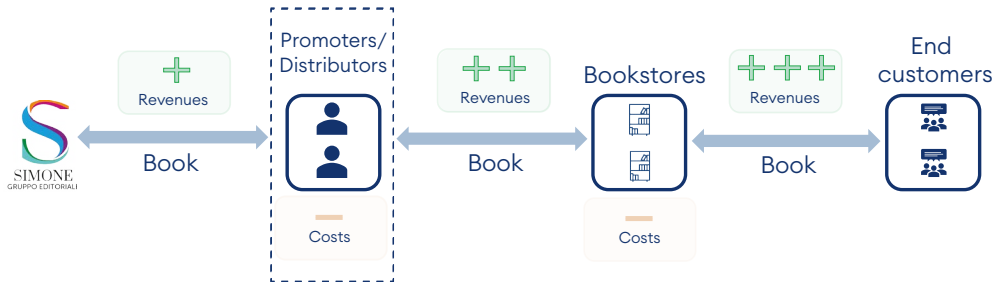 SIMONE
GRUPPO EDITORIALI
Revenues
Book
Promoters/
Distributors
Costs
Revenues
Book
Bookstores
Costs
Revenues
Book
End
customers